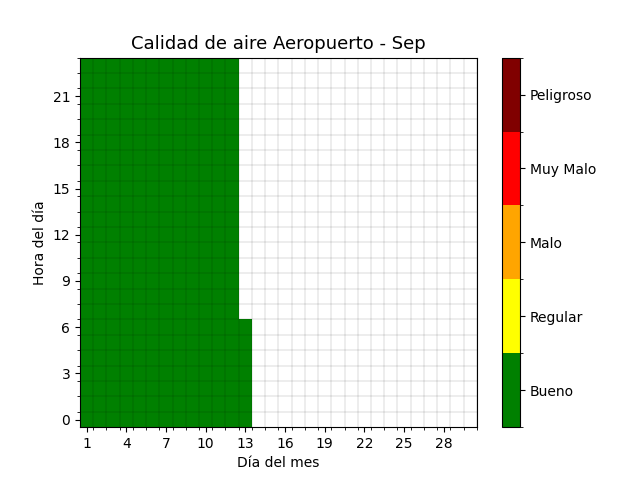 Calidad de aire Aeropuerto - Sep
Hora del día
21
18
15
12
9
6
3
0
1 4 7 10 13 16 19 22 25 28
Día del mes
Peligroso
Muy Malo
Malo
Regular
Bueno